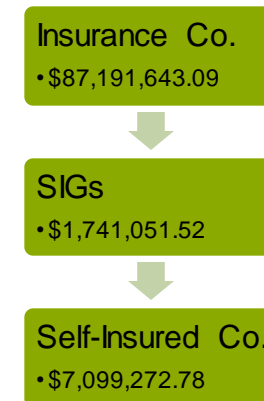 Insurance Co.
• $87,191,643.09
SIGs
• $1,741,051.52
Self-Insured Co.
• $7,099,272.78